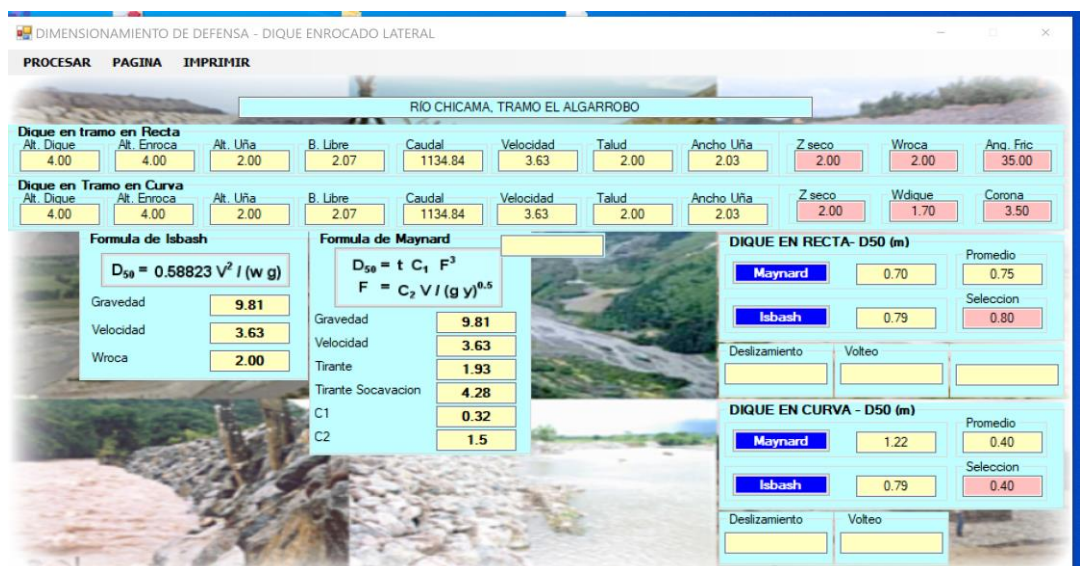 DIMENSIONAMIENTO DE DEFENSA - DIQUE ENROCADO LATERAL
PROCESAR PAGINA IMPRIMIR
RÍO CHICAMA, TRAMO EL ALGARROBO
Dique en tramo en Recta
Alt. Dique Alt. Enroca Alt. Uña B. Libre Caudal Velocidad Talud Ancho Uña Z seco Wroca Ang. Fric
4.00 4.00 2.00 2.07 1134.84 3.63 2.00 2.03 2.00 2.00 35.00
Dique en Tramo en Curva
Alt. Dique Alt. Enroca Alt. Uña B. Libre Caudal Velocidad Talud Ancho Uña Z seco Wdique Corona
4.00 4.00 2.00 2.07 1134.84 3.63 2.00 2.03 2.00 1.70 3.50
Formula de Isbash
D₅₀ = 0.58823 V² / (w g)
Gravedad 9.81
Velocidad 3.63
Wroca 2.00
Formula de Maynard
D₅₀ = t C₁ F³
F = C₂ V / (g y)^0.5
Gravedad 9.81
Velocidad 3.63
Tirante 1.93
Tirante Socavacion 4.28
C1 0.32
C2 1.5
DIQUE EN RECTA- D50 (m)
Promedio
Maynard 0.70 0.75
Seleccion
Isbash 0.79 0.80
Deslizamiento Volteo
DIQUE EN CURVA - D50 (m)
Promedio
Maynard 1.22 0.40
Seleccion
Isbash 0.79 0.40
Deslizamiento Volteo